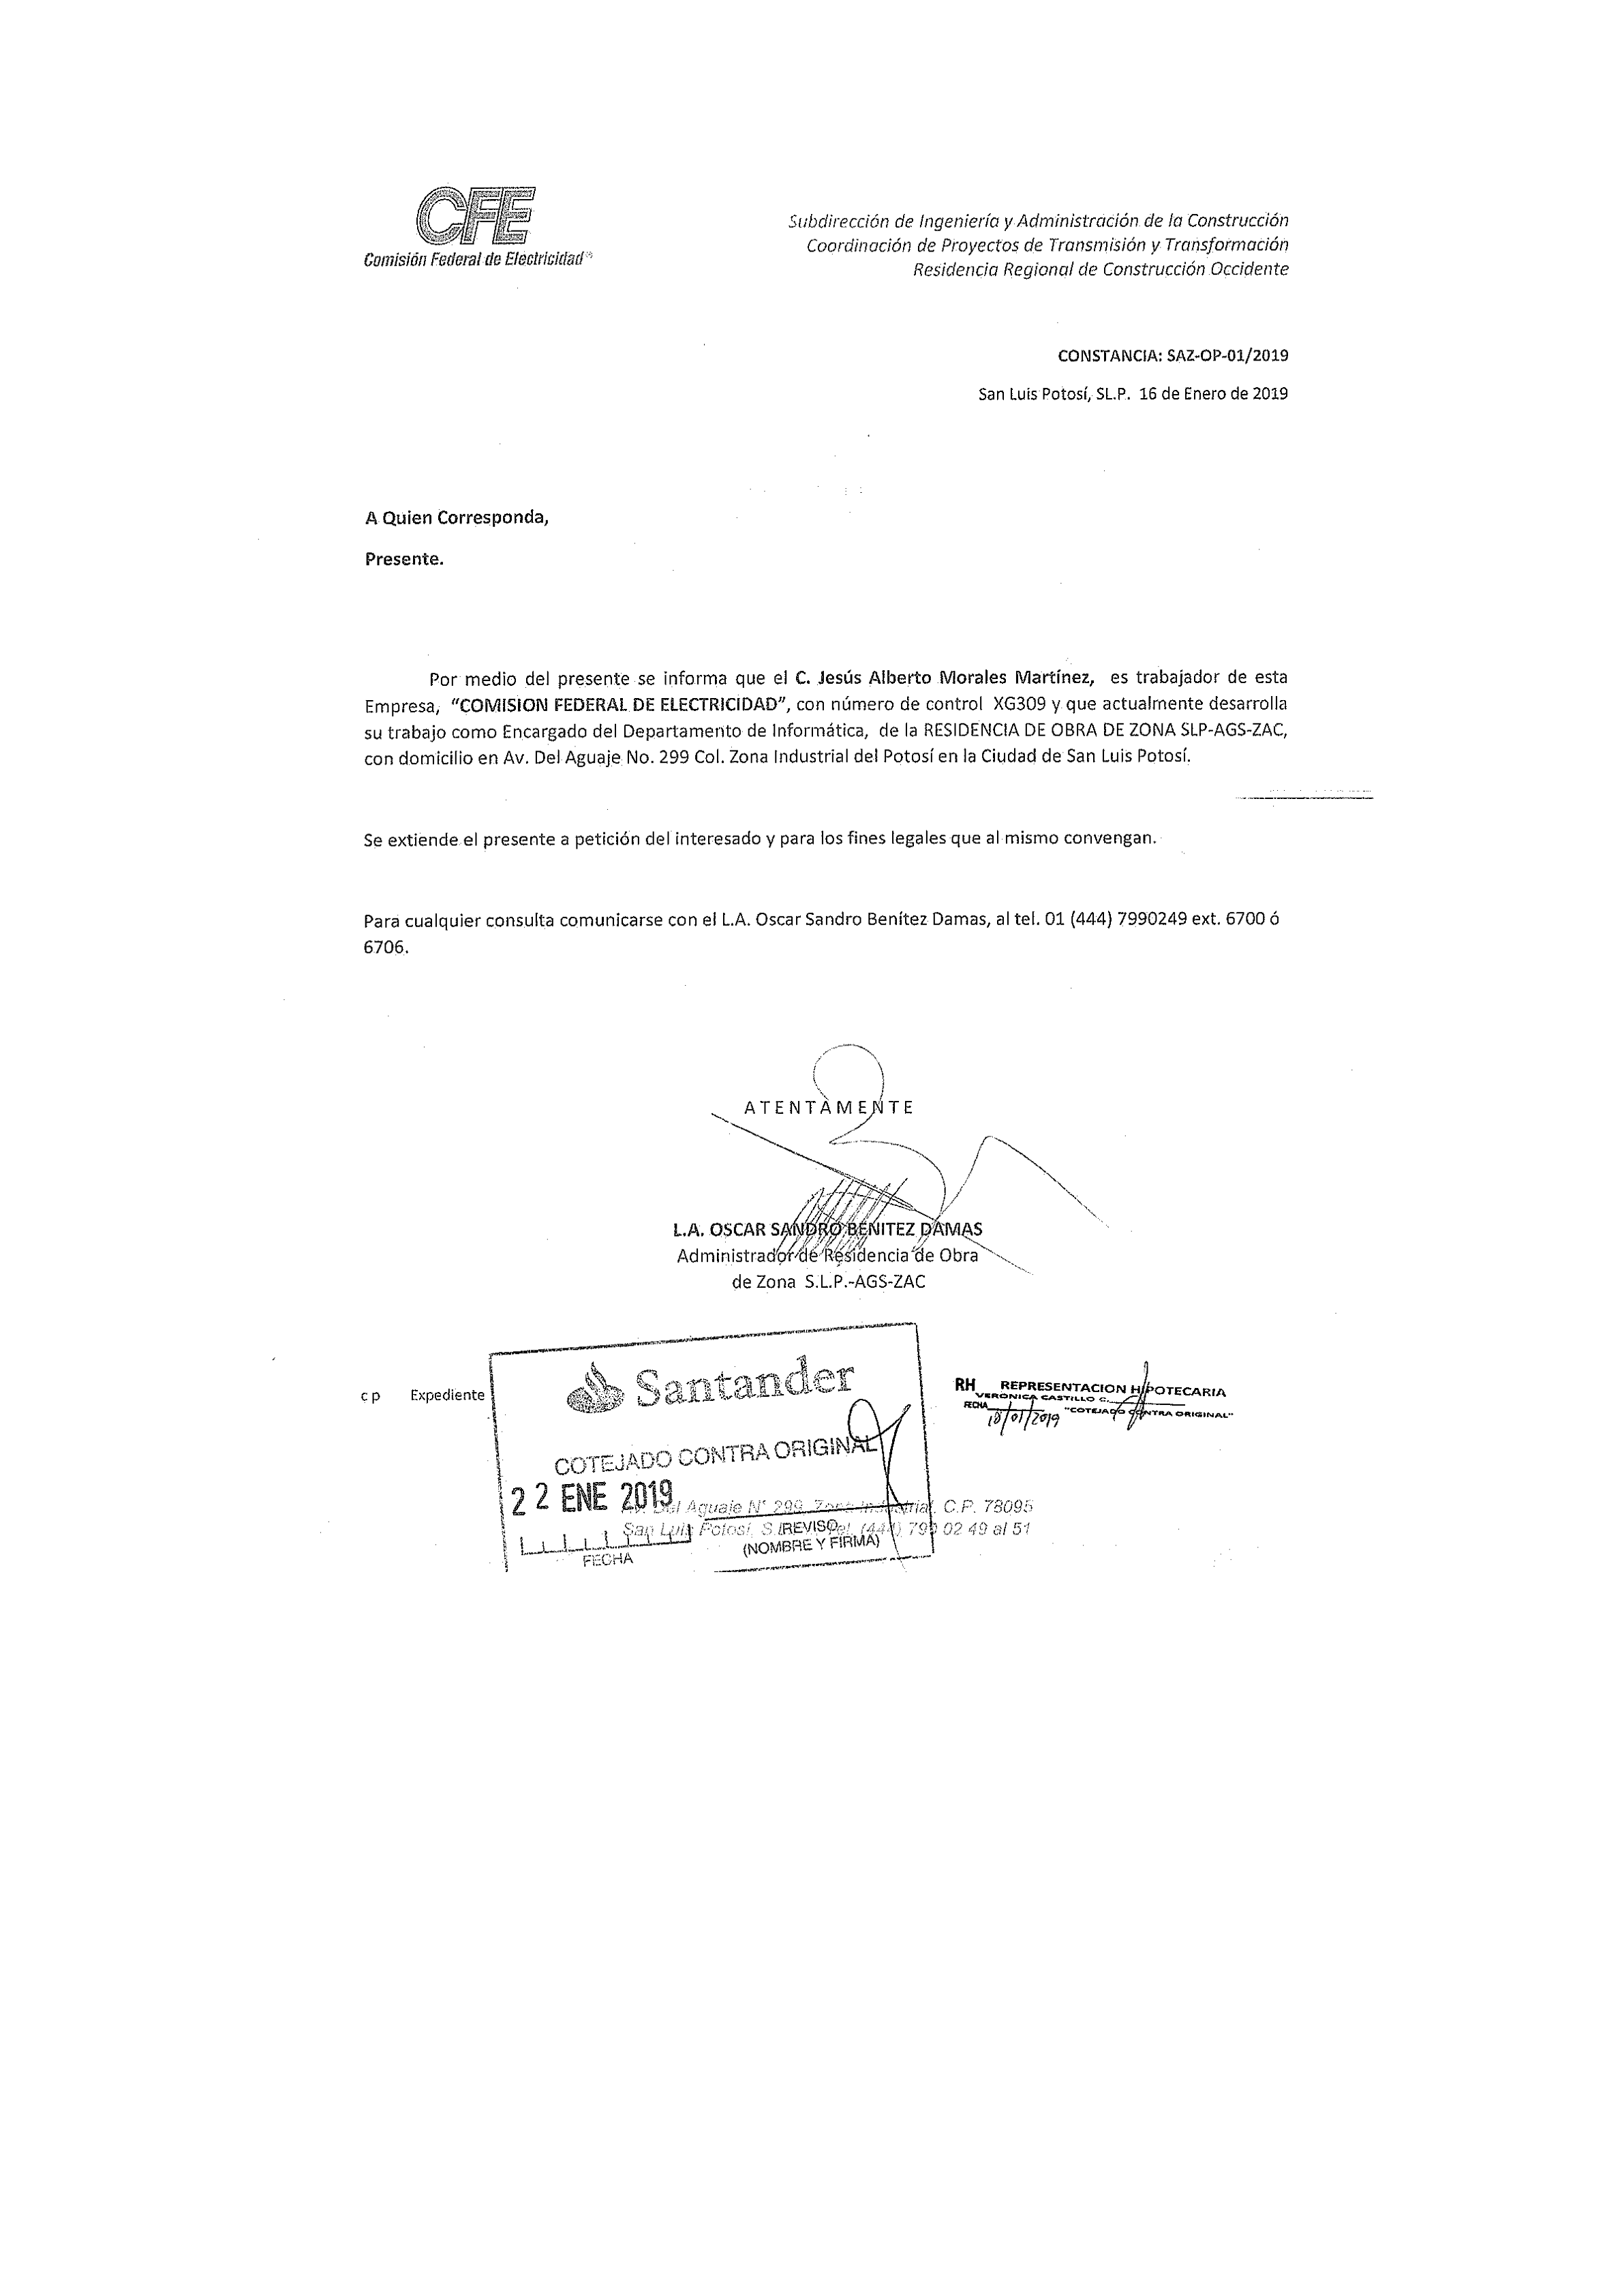 CFE
Comisión Federal de Electricidad®
Subdirección de Ingeniería y Administración de la Construcción
Coordinación de Proyectos de Transmisión y Transformación
Residencia Regional de Construcción Occidente
CONSTANCIA: SAZ-OP-01/2019
San Luis Potosí, SL.P. 16 de Enero de 2019
A Quien Corresponda,
Presente.
Por medio del presente se informa que el C. Jesús Alberto Morales Martínez, es trabajador de esta
Empresa, “COMISION FEDERAL DE ELECTRICIDAD”, con número de control XG309 y que actualmente desarrolla
su trabajo como Encargado del Departamento de Informática, de la RESIDENCIA DE OBRA DE ZONA SLP-AGS-ZAC,
con domicilio en Av. Del Aguaje No. 299 Col. Zona Industrial del Potosí en la Ciudad de San Luis Potosí.
Se extiende el presente a petición del interesado y para los fines legales que al mismo convengan.
Para cualquier consulta comunicarse con el L.A. Oscar Sandro Benítez Damas, al tel. 01 (444) 7990249 ext. 6700 ó
6706.
ATENTAMENTE
L.A. OSCAR SANDRO BENITEZ DAMAS
Administrador de Residencia de Obra
de Zona S.L.P.-AGS-ZAC
c p Expediente
Santander
COTEJADO CONTRA ORIGINAL
22 ENE 2019
FECHA
REVISO
(NOMBRE Y FIRMA)
RH REPRESENTACION HIPOTECARIA
VERONICA CASTILLO C.
FECHA 18/01/2019 "COTEJADO CONTRA ORIGINAL"
Del Aguaje N° 299, Zona Industrial, C.P. 78095
San Luis Potosí, S. Tel. (444) 799 02 49 al 51